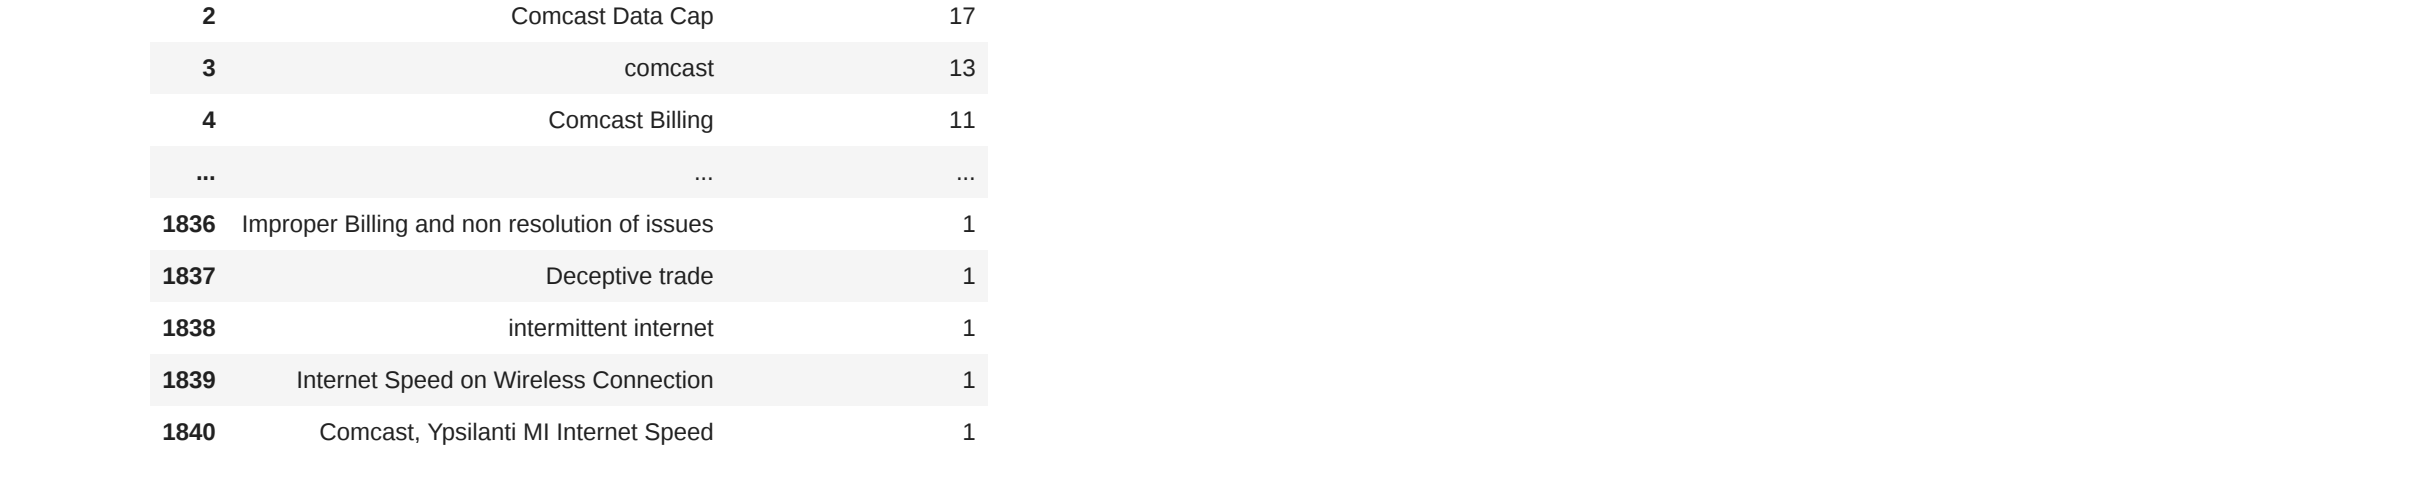 2 Comcast Data Cap 17
3 comcast 13
4 Comcast Billing 11
... ... ...
1836 Improper Billing and non resolution of issues 1
1837 Deceptive trade 1
1838 intermittent internet 1
1839 Internet Speed on Wireless Connection 1
1840 Comcast, Ypsilanti MI Internet Speed 1